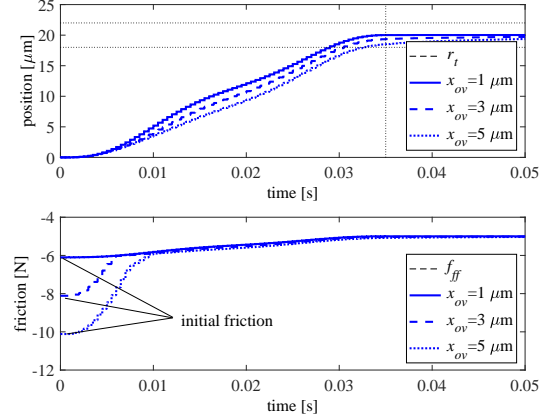 25
20
15
10
5
0
position [μm]
0
0.01
0.02
0.03
0.04
0.05
time [s]
r_t
x_ov=1 μm
x_ov=3 μm
x_ov=5 μm
-4
-6
-8
-10
-12
friction [N]
initial friction
0
0.01
0.02
0.03
0.04
0.05
time [s]
f_ff
x_ov=1 μm
x_ov=3 μm
x_ov=5 μm